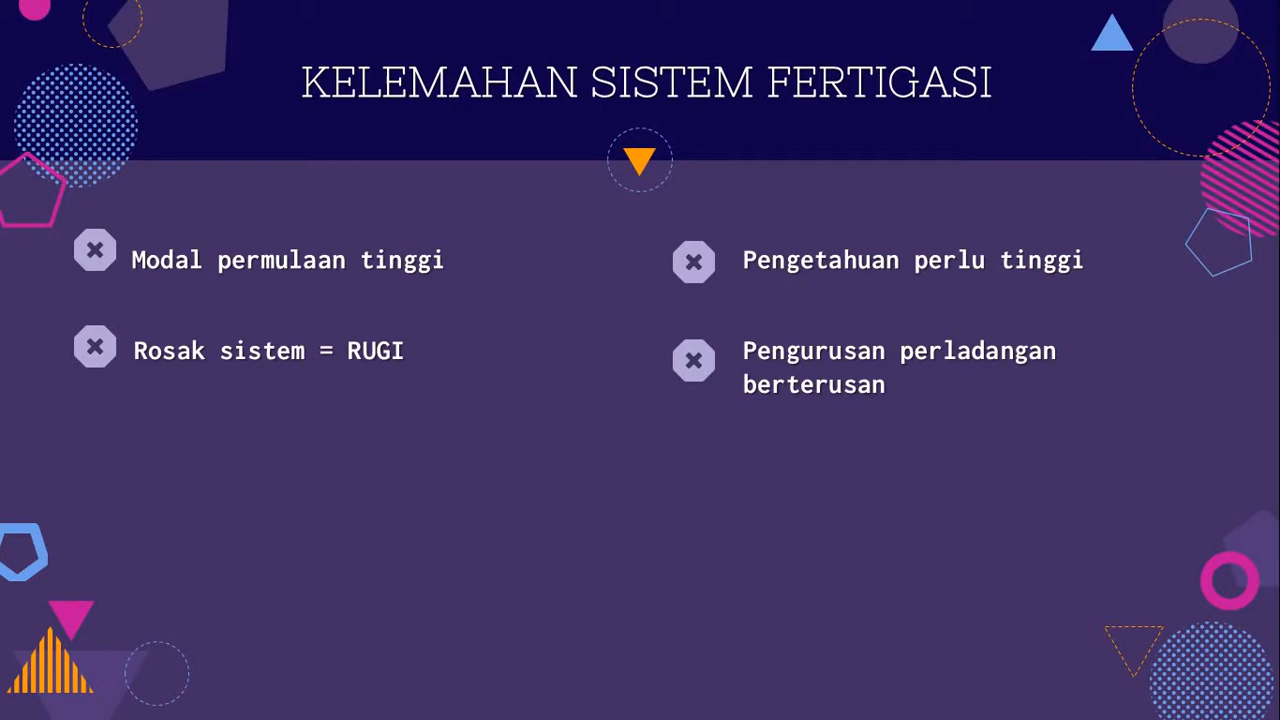 KELEMAHAN SISTEM FERTIGASI
Modal permulaan tinggi
Rosak sistem = RUGI
Pengetahuan perlu tinggi
Pengurusan perladangan
berterusan